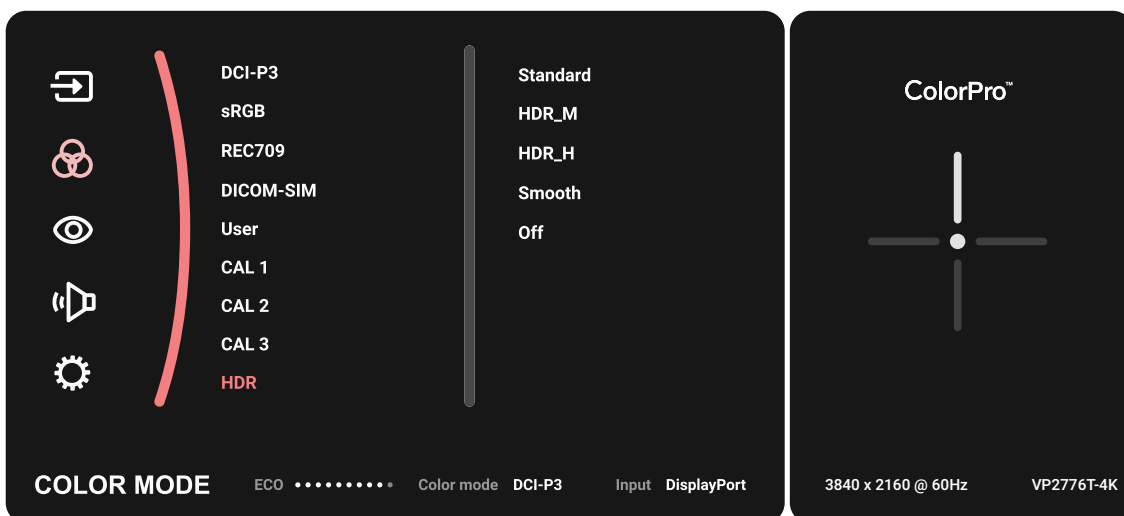 DCI-P3
sRGB
REC709
DICOM-SIM
User
CAL 1
CAL 2
CAL 3
HDR
Standard
HDR_M
HDR_H
Smooth
Off
COLOR MODE
ECO
Color mode DCI-P3
Input DisplayPort
ColorPro™
3840 x 2160 @ 60Hz
VP2776T-4K